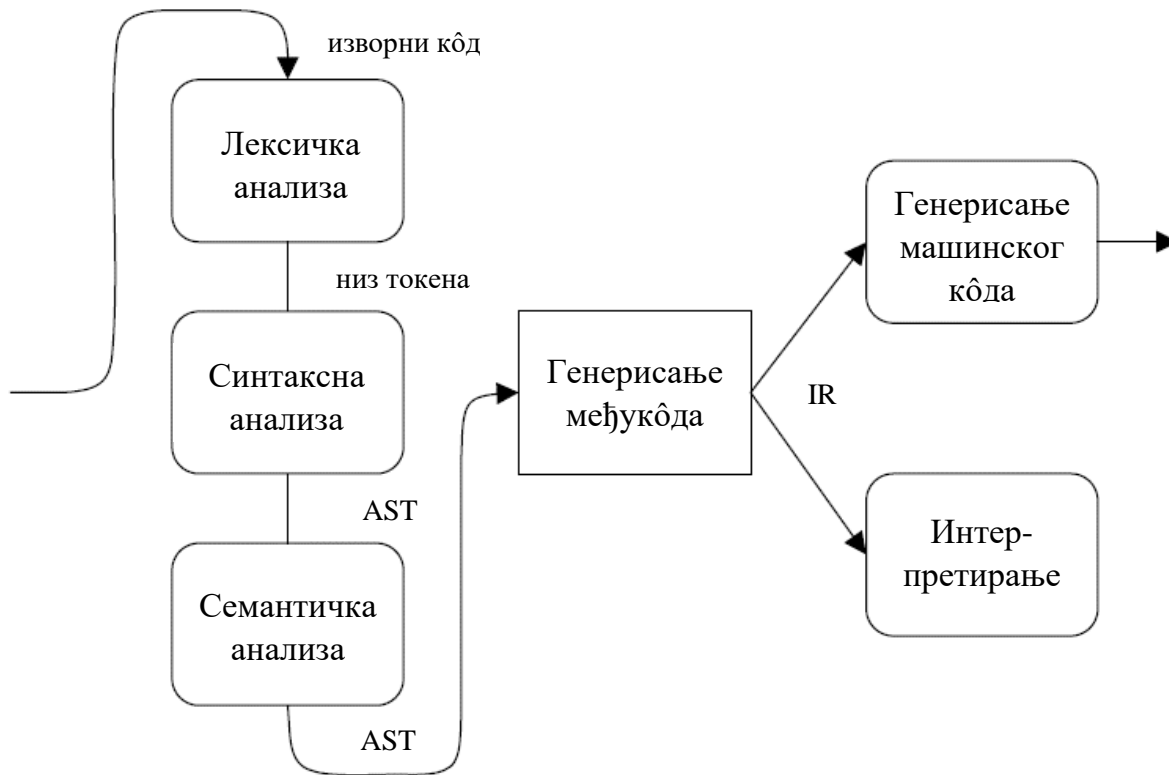 изворни кôд
Лексичка
анализа
низ токена
Синтаксна
анализа
AST
Семантичка
анализа
AST
Генерисање
међукôда
IR
Генерисање
машинског
кôда
Интер-
претирање